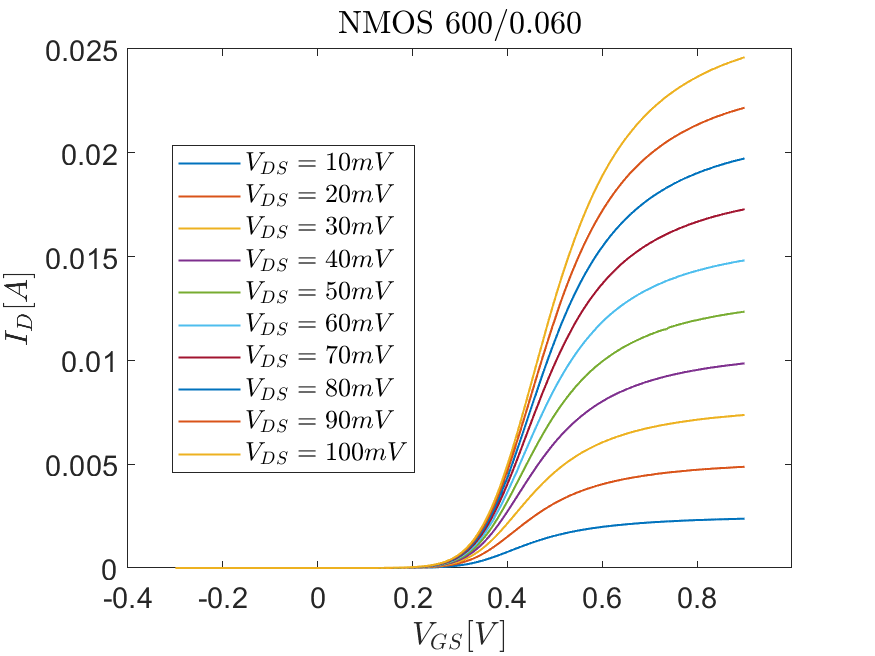 NMOS 600/0.060
0.025
0.02
0.015
0.01
0.005
0
I_D[A]
V_DS = 10mV
V_DS = 20mV
V_DS = 30mV
V_DS = 40mV
V_DS = 50mV
V_DS = 60mV
V_DS = 70mV
V_DS = 80mV
V_DS = 90mV
V_DS = 100mV
-0.4 -0.2 0 0.2 0.4 0.6 0.8
V_GS[V]